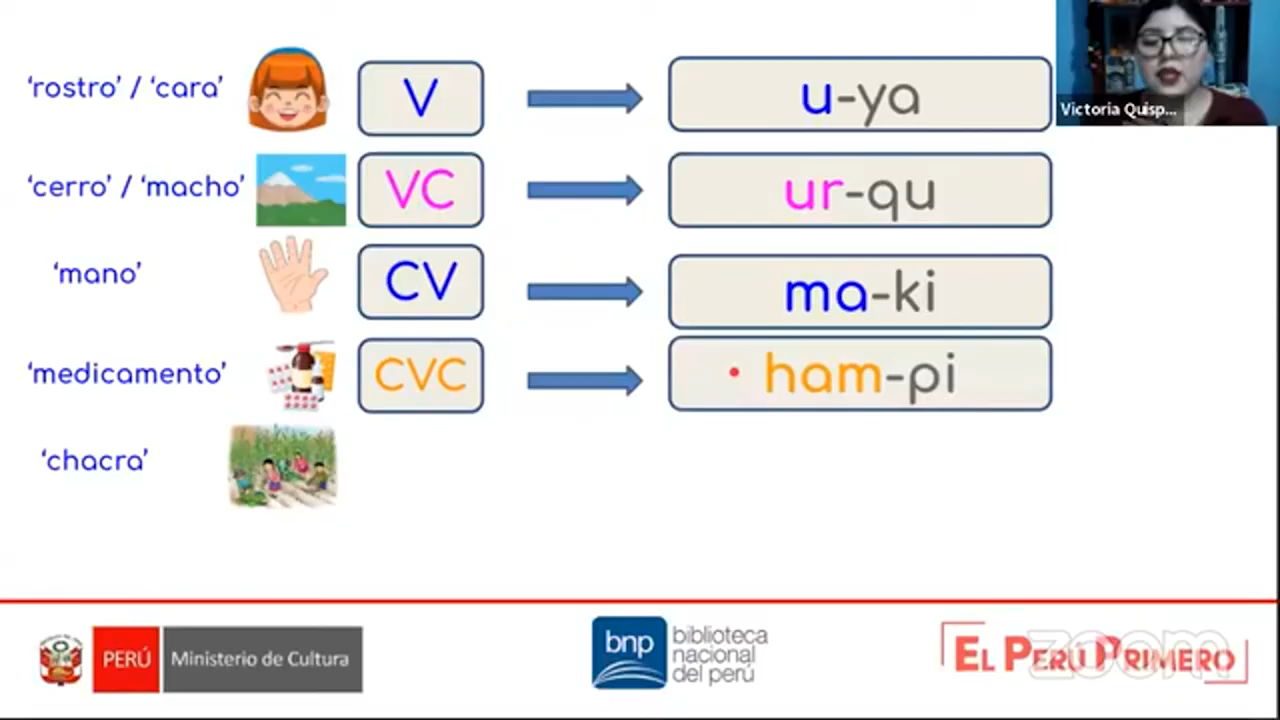 ‘rostro’ / ‘cara’ V u-ya
Victoria Quisp...
‘cerro’ / ‘macho’ VC ur-qu
‘mano’ CV ma-ki
‘medicamento’ CVC ham-pi
‘chacra’
PERÚ Ministerio de Cultura
bnp biblioteca
nacional
del perú
EL PERÚ PRIMERO
zoom